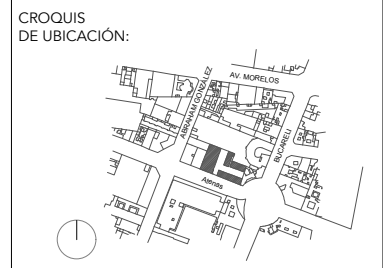 CROQUIS
DE UBICACIÓN:
AV. MORELOS
ABRAHAM GONZÁLEZ
BUCARELI
Atenas